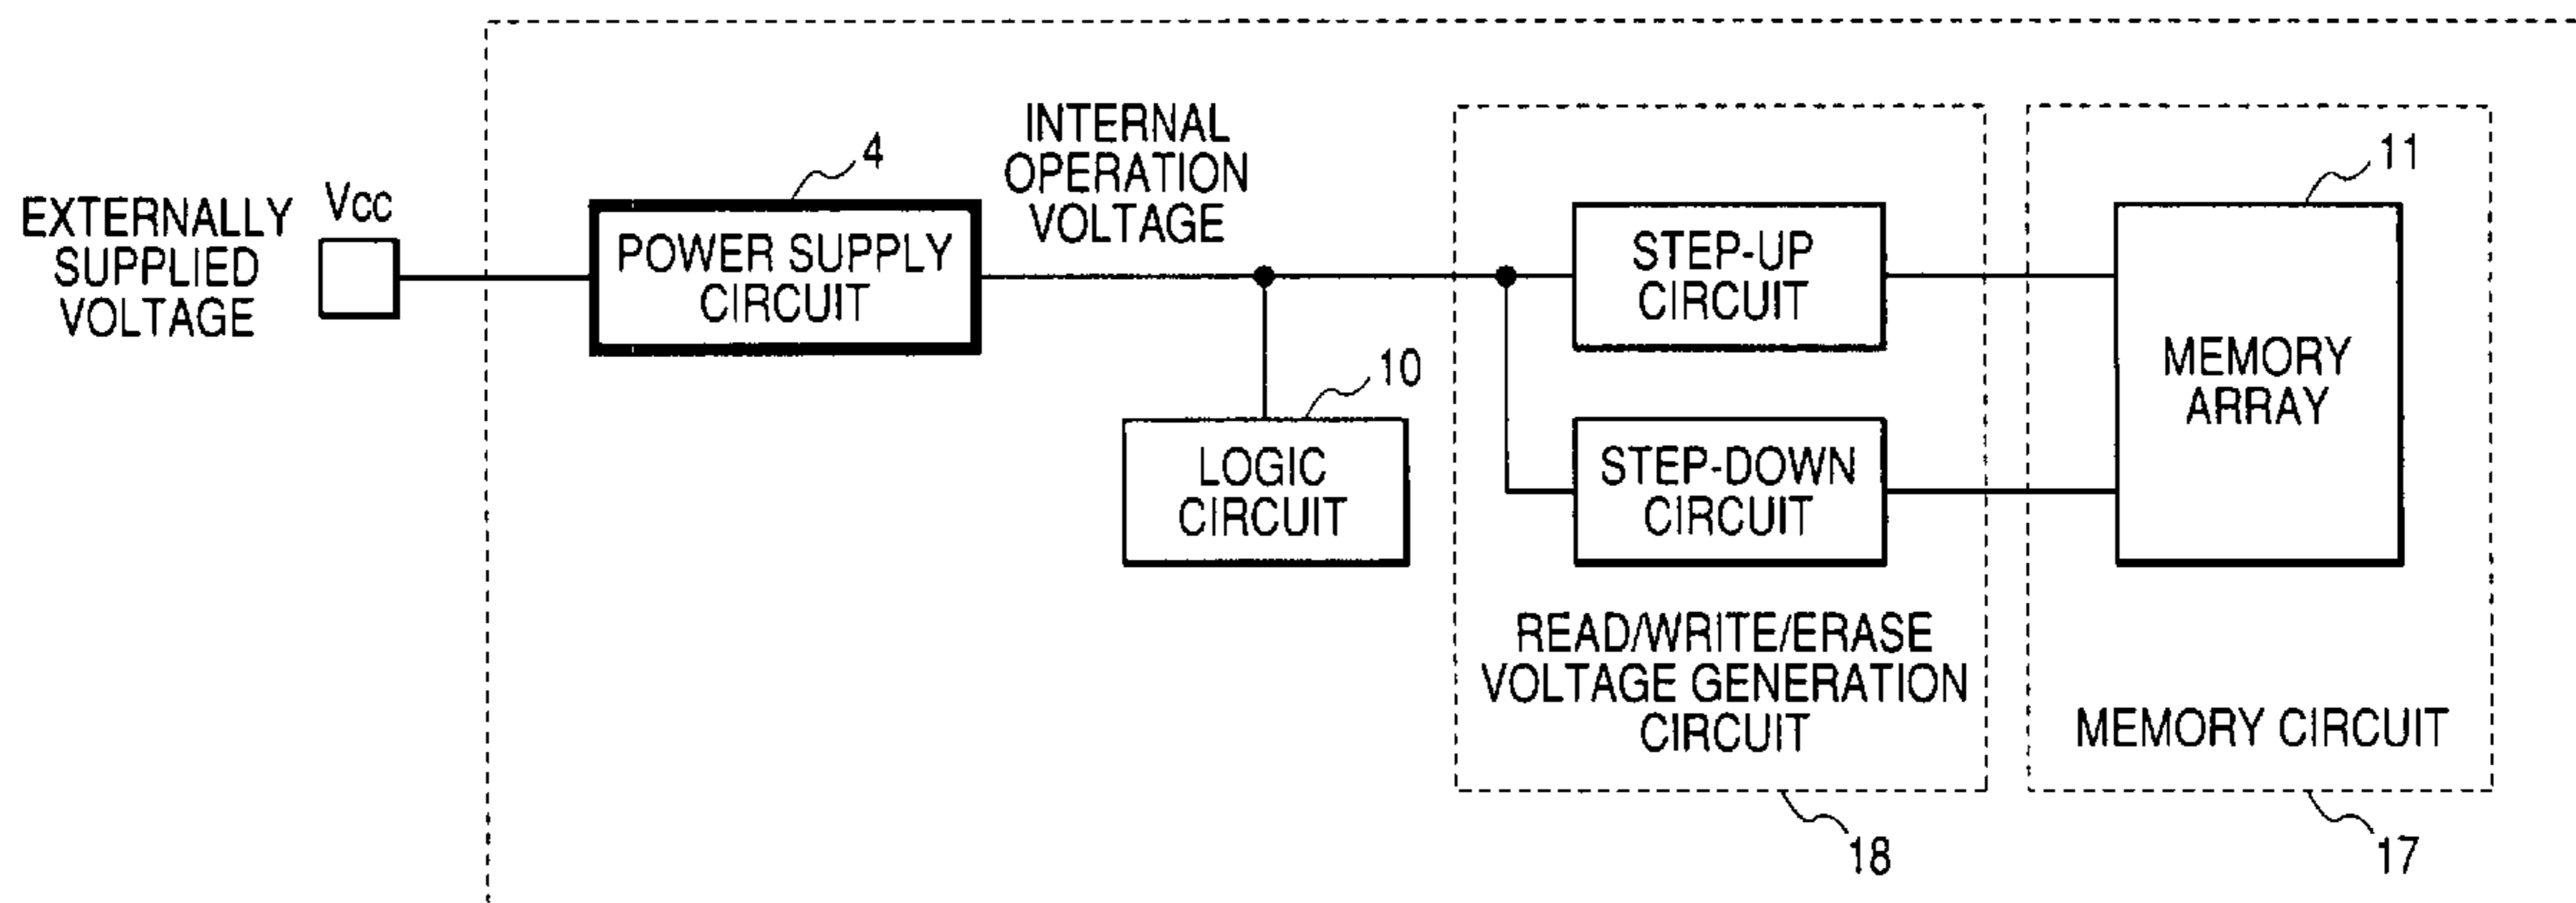 EXTERNALLY
SUPPLIED
VOLTAGE
Vcc
4
POWER SUPPLY
CIRCUIT
INTERNAL
OPERATION
VOLTAGE
10
LOGIC
CIRCUIT
STEP-UP
CIRCUIT
STEP-DOWN
CIRCUIT
READ/WRITE/ERASE
VOLTAGE GENERATION
CIRCUIT
18
11
MEMORY
ARRAY
MEMORY CIRCUIT
17